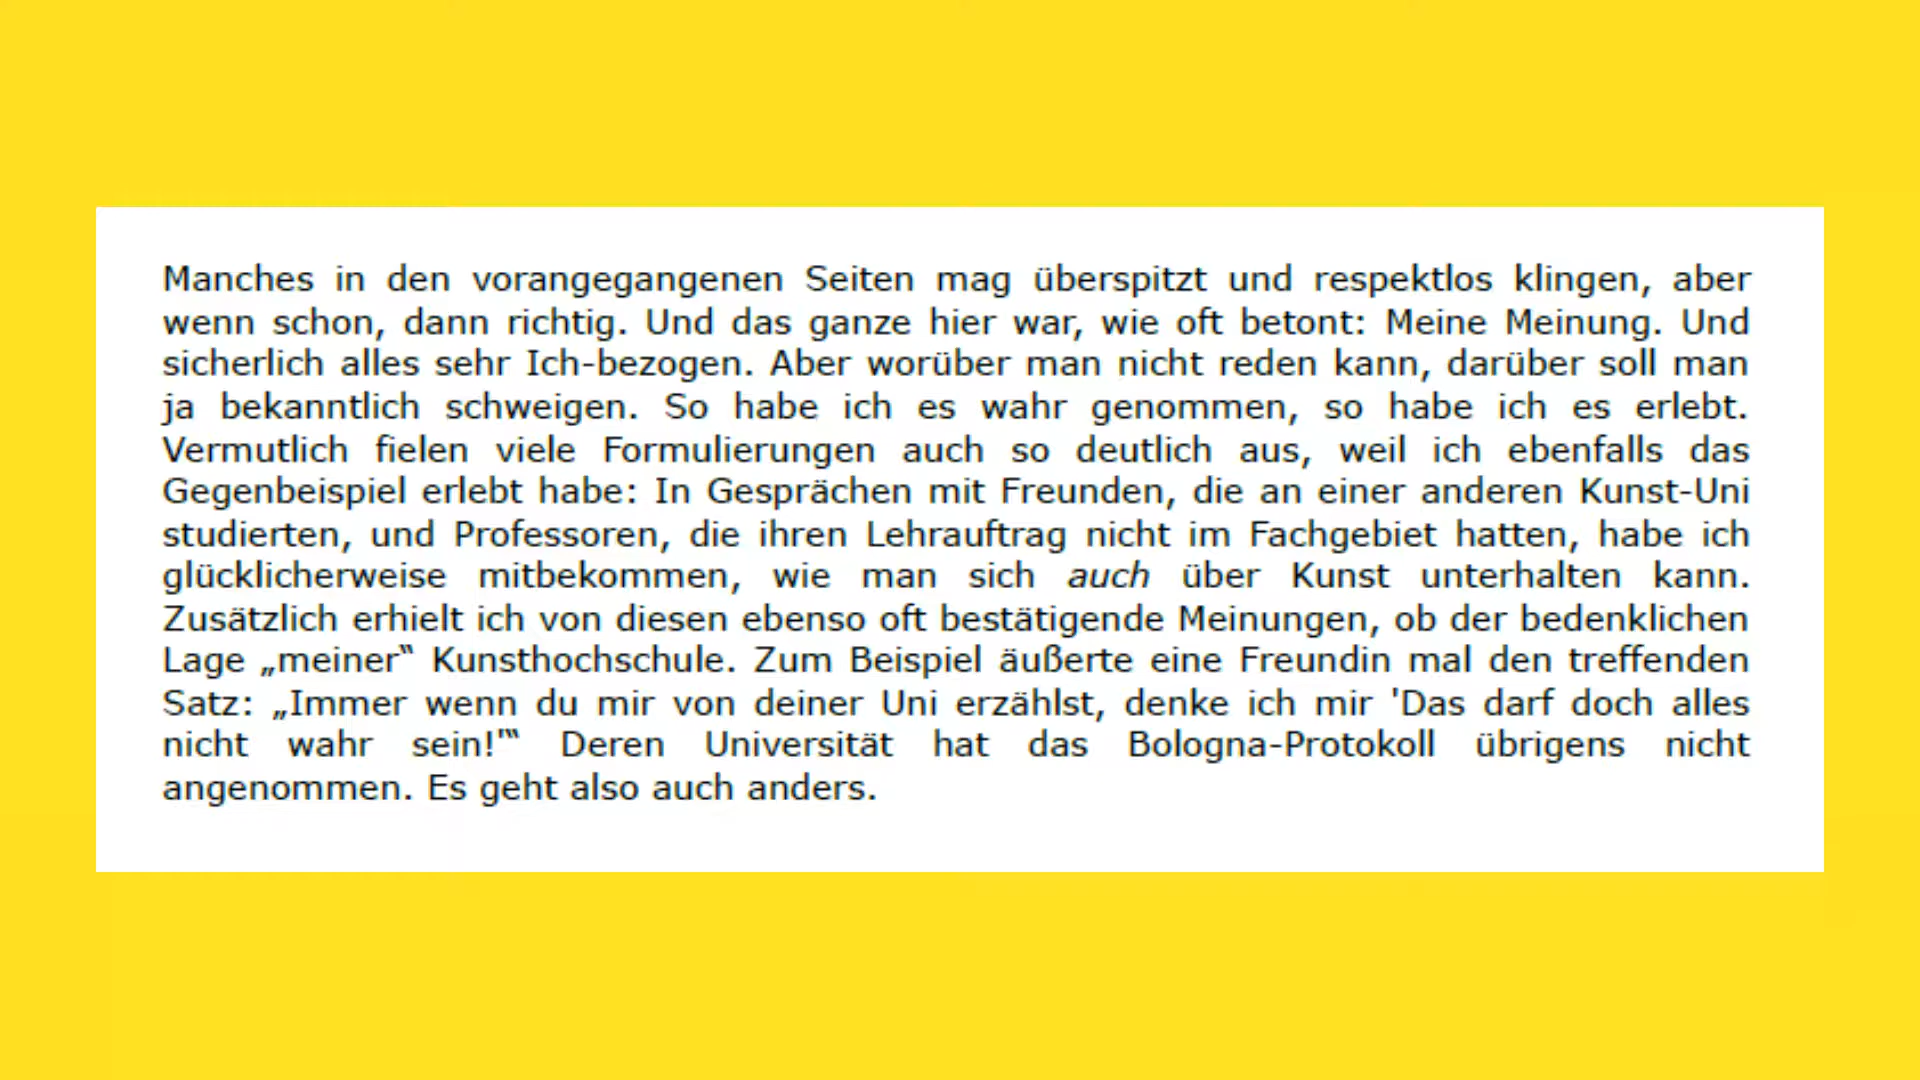 Manches in den vorangegangenen Seiten mag überspitzt und respektlos klingen, aber
wenn schon, dann richtig. Und das ganze hier war, wie oft betont: Meine Meinung. Und
sicherlich alles sehr Ich-bezogen. Aber worüber man nicht reden kann, darüber soll man
ja bekanntlich schweigen. So habe ich es wahr genommen, so habe ich es erlebt.
Vermutlich fielen viele Formulierungen auch so deutlich aus, weil ich ebenfalls das
Gegenbeispiel erlebt habe: In Gesprächen mit Freunden, die an einer anderen Kunst-Uni
studierten, und Professoren, die ihren Lehrauftrag nicht im Fachgebiet hatten, habe ich
glücklicherweise mitbekommen, wie man sich auch über Kunst unterhalten kann.
Zusätzlich erhielt ich von diesen ebenso oft bestätigende Meinungen, ob der bedenklichen
Lage „meiner“ Kunsthochschule. Zum Beispiel äußerte eine Freundin mal den treffenden
Satz: „Immer wenn du mir von deiner Uni erzählst, denke ich mir 'Das darf doch alles
nicht wahr sein!'“ Deren Universität hat das Bologna-Protokoll übrigens nicht
angenommen. Es geht also auch anders.